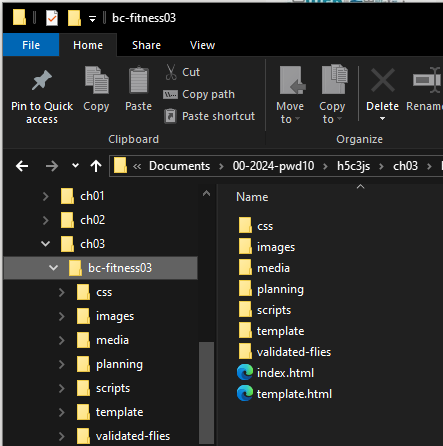 bc-fitness03
File Home Share View
Pin to Quick access
Copy
Paste
Cut
Copy path
Paste shortcut
Move to
Copy to
Delete
Rename
Clipboard Organize
« Documents > 00-2024-pwd10 > h5c3js > ch03 >
ch01
ch02
ch03
bc-fitness03
css
images
media
planning
scripts
template
validated-flies
Name
css
images
media
planning
scripts
template
validated-flies
index.html
template.html